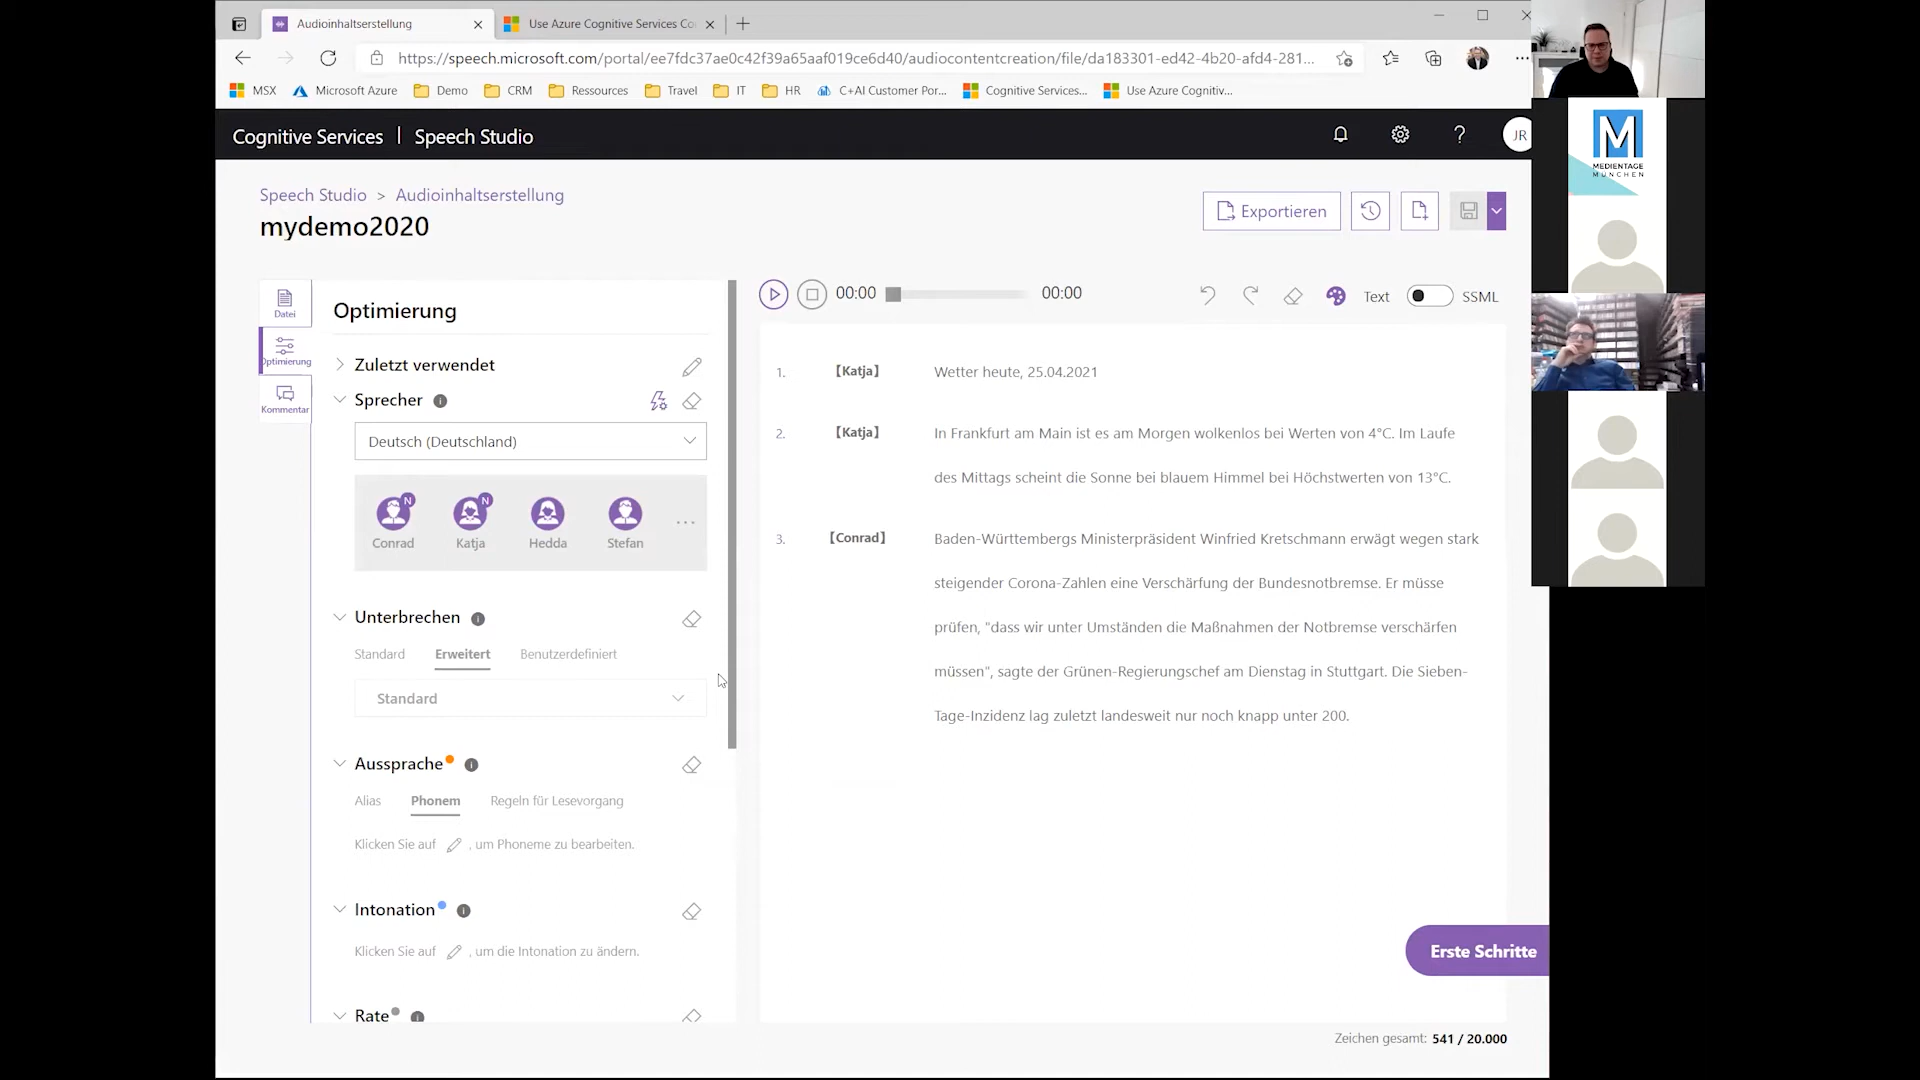 Audioinhaltserstellung
Use Azure Cognitive Services Co
https://speech.microsoft.com/portal/ee7fdc37ae0c42f39a65aaf019ce6d40/audiocontentcreation/file/da183301-ed42-4b20-afd4-281...
MSX Microsoft Azure Demo CRM Ressources Travel IT HR C+AI Customer Por... Cognitive Services... Use Azure Cognitiv...
Cognitive Services | Speech Studio
? JR
M
MEDIENTAGE
MÜNCHEN
Speech Studio > Audioinhaltserstellung
mydemo2020
Exportieren
Datei
Optimierung
Kommentar
Optimierung
Zuletzt verwendet
Sprecher
Deutsch (Deutschland)
N N
Conrad Katja Hedda Stefan ...
Unterbrechen
Standard Erweitert Benutzerdefiniert
Standard
Aussprache
Alias Phonem Regeln für Lesevorgang
Klicken Sie auf , um Phoneme zu bearbeiten.
Intonation
Klicken Sie auf , um die Intonation zu ändern.
Rate
00:00 00:00
Text SSML
1. 【Katja】 Wetter heute, 25.04.2021
2. 【Katja】 In Frankfurt am Main ist es am Morgen wolkenlos bei Werten von 4°C. Im Laufe
des Mittags scheint die Sonne bei blauem Himmel bei Höchstwerten von 13°C.
3. 【Conrad】 Baden-Württembergs Ministerpräsident Winfried Kretschmann erwägt wegen stark
steigender Corona-Zahlen eine Verschärfung der Bundesnotbremse. Er müsse
prüfen, "dass wir unter Umständen die Maßnahmen der Notbremse verschärfen
müssen", sagte der Grünen-Regierungschef am Dienstag in Stuttgart. Die Sieben-
Tage-Inzidenz lag zuletzt landesweit nur noch knapp unter 200.
Erste Schritte
Zeichen gesamt: 541 / 20.000